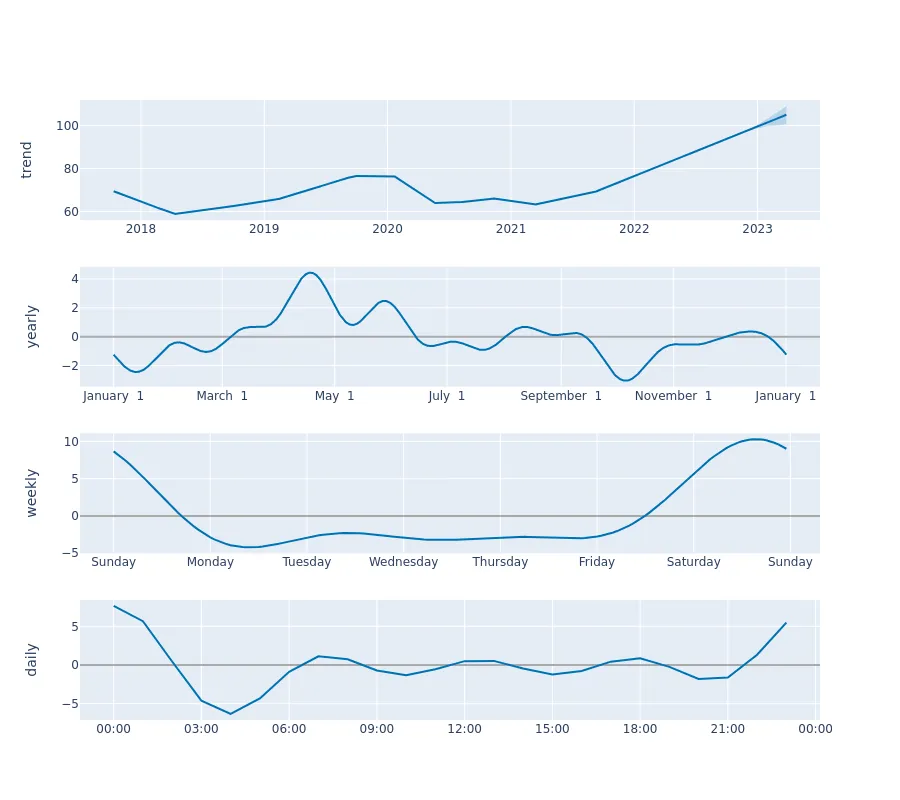 trend
100
80
60
2018 2019 2020 2021 2022 2023
yearly
4
2
0
−2
January 1 March 1 May 1 July 1 September 1 November 1 January 1
weekly
10
5
0
−5
Sunday Monday Tuesday Wednesday Thursday Friday Saturday Sunday
daily
5
0
−5
00:00 03:00 06:00 09:00 12:00 15:00 18:00 21:00 00:00